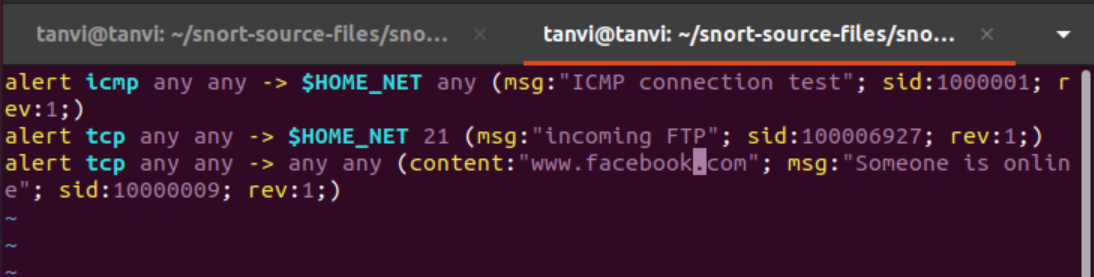 tanvi@tanvi: ~/snort-source-files/sno... × tanvi@tanvi: ~/snort-source-files/sno... ×
alert icmp any any -> $HOME_NET any (msg:"ICMP connection test"; sid:1000001; r
ev:1;)
alert tcp any any -> $HOME_NET 21 (msg:"incoming FTP"; sid:100006927; rev:1;)
alert tcp any any -> any any (content:"www.facebook.com"; msg:"Someone is onlin
e"; sid:10000009; rev:1;)
~
~
~